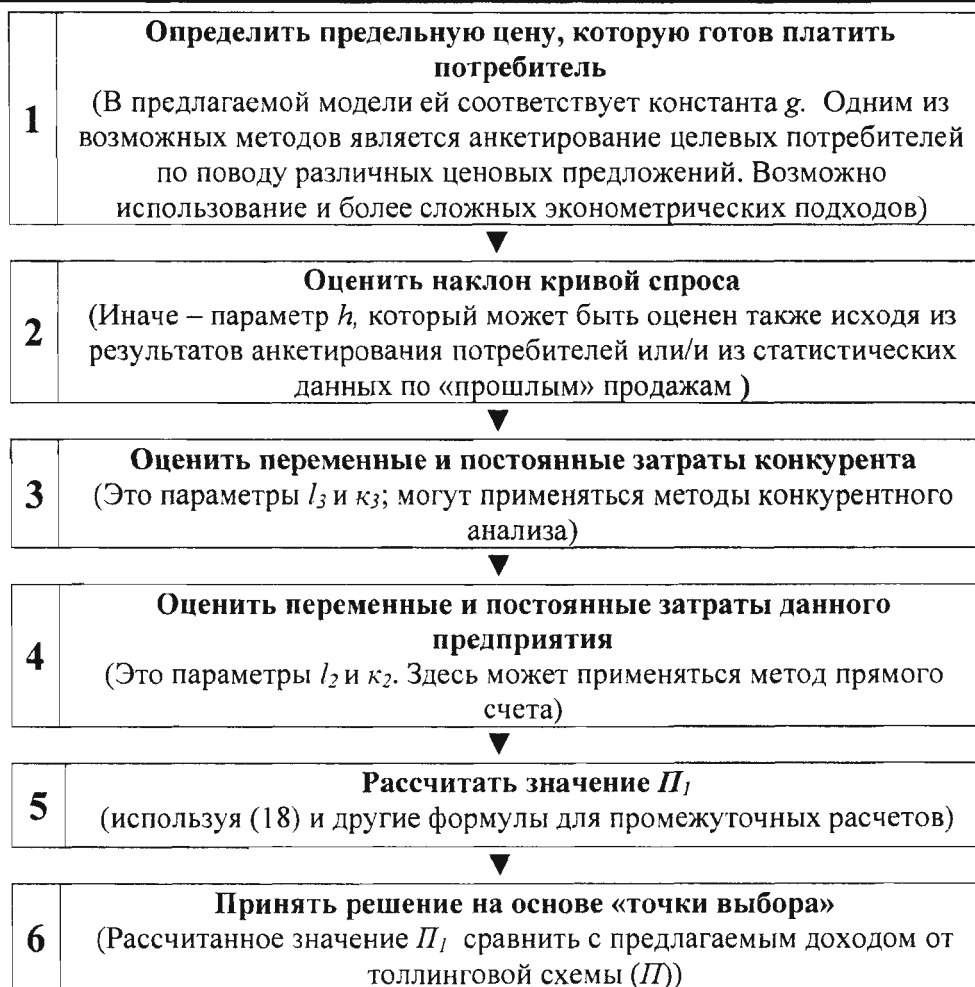 1
Определить предельную цену, которую готов платить
потребитель
(В предлагаемой модели ей соответствует константа g. Одним из
возможных методов является анкетирование целевых потребителей
по поводу различных ценовых предложений. Возможно
использование и более сложных эконометрических подходов)
2
Оценить наклон кривой спроса
(Иначе – параметр h, который может быть оценен также исходя из
результатов анкетирования потребителей или/и из статистических
данных по «прошлым» продажам )
3
Оценить переменные и постоянные затраты конкурента
(Это параметры l₃ и к₃; могут применяться методы конкурентного
анализа)
4
Оценить переменные и постоянные затраты данного
предприятия
(Это параметры l₂ и к₂. Здесь может применяться метод прямого
счета)
5
Рассчитать значение П₁
(используя (18) и другие формулы для промежуточных расчетов)
6
Принять решение на основе «точки выбора»
(Рассчитанное значение П₁ сравнить с предлагаемым доходом от
толлинговой схемы (П))